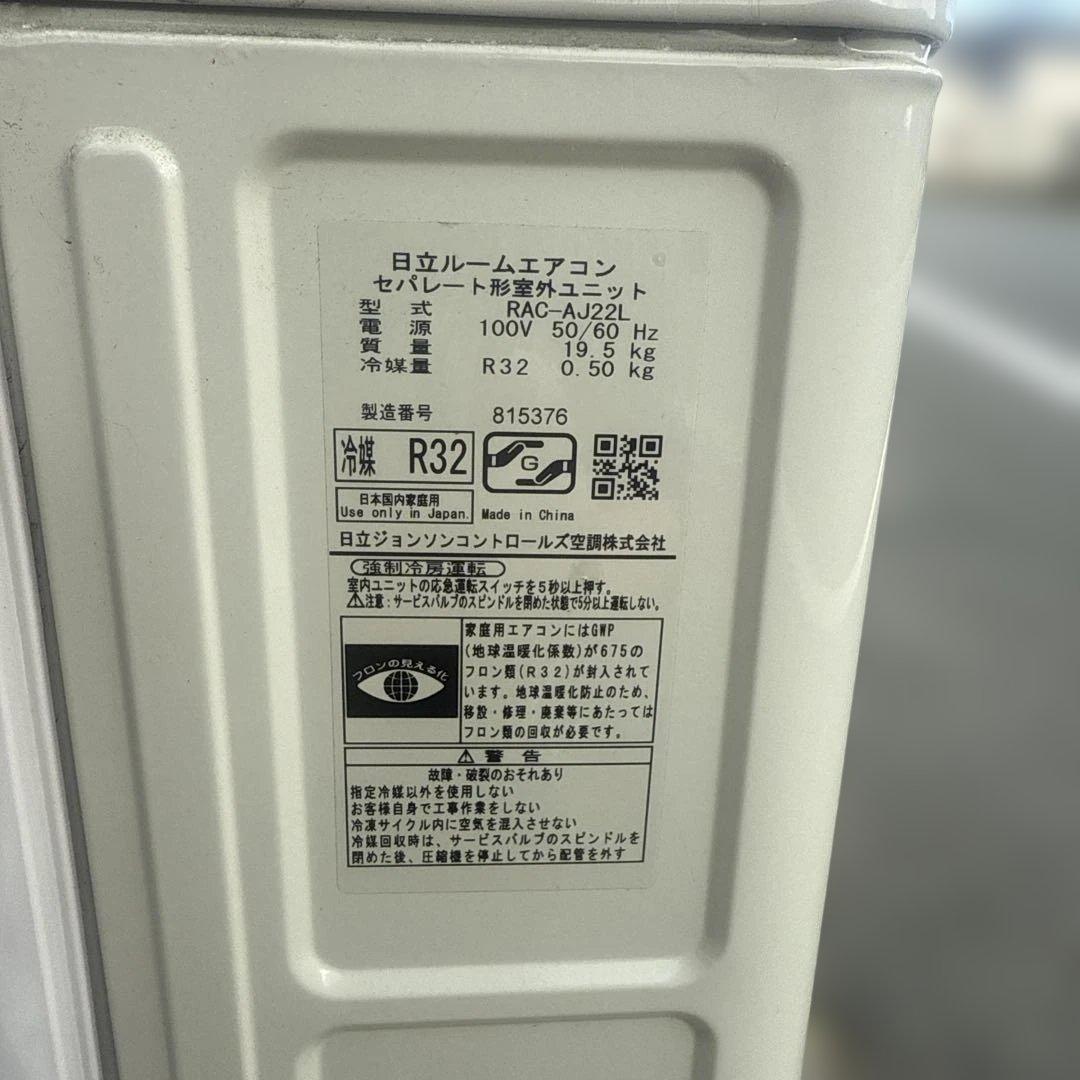 日立ルームエアコン
セパレート形室外ユニット
型 式 RAC-AJ22L
電 源 100V 50/60 Hz
質 量 19.5 kg
冷媒量 R32 0.50 kg
製造番号 815376
冷媒 R32
G
日本国内家庭用
Use only in Japan.
Made in China
日立ジョンソンコントロールズ空調株式会社
強制冷房運転
室内ユニットの応急運転スイッチを5秒以上押す。
⚠注意:サービスバルブのスピンドルを閉めた状態で5分以上運転しない。
フロンの見える化
家庭用エアコンにはGWP
(地球温暖化係数)が675の
フロン類(R32)が封入されて
います。地球温暖化防止のため、
移設・修理・廃棄等にあたっては
フロン類の回収が必要です。
⚠ 警 告
故障・破裂のおそれあり
指定冷媒以外を使用しない
お客様自身で工事作業をしない
冷凍サイクル内に空気を混入させない
冷媒回収時は、サービスバルブのスピンドルを
閉めた後、圧縮機を停止してから配管を外す